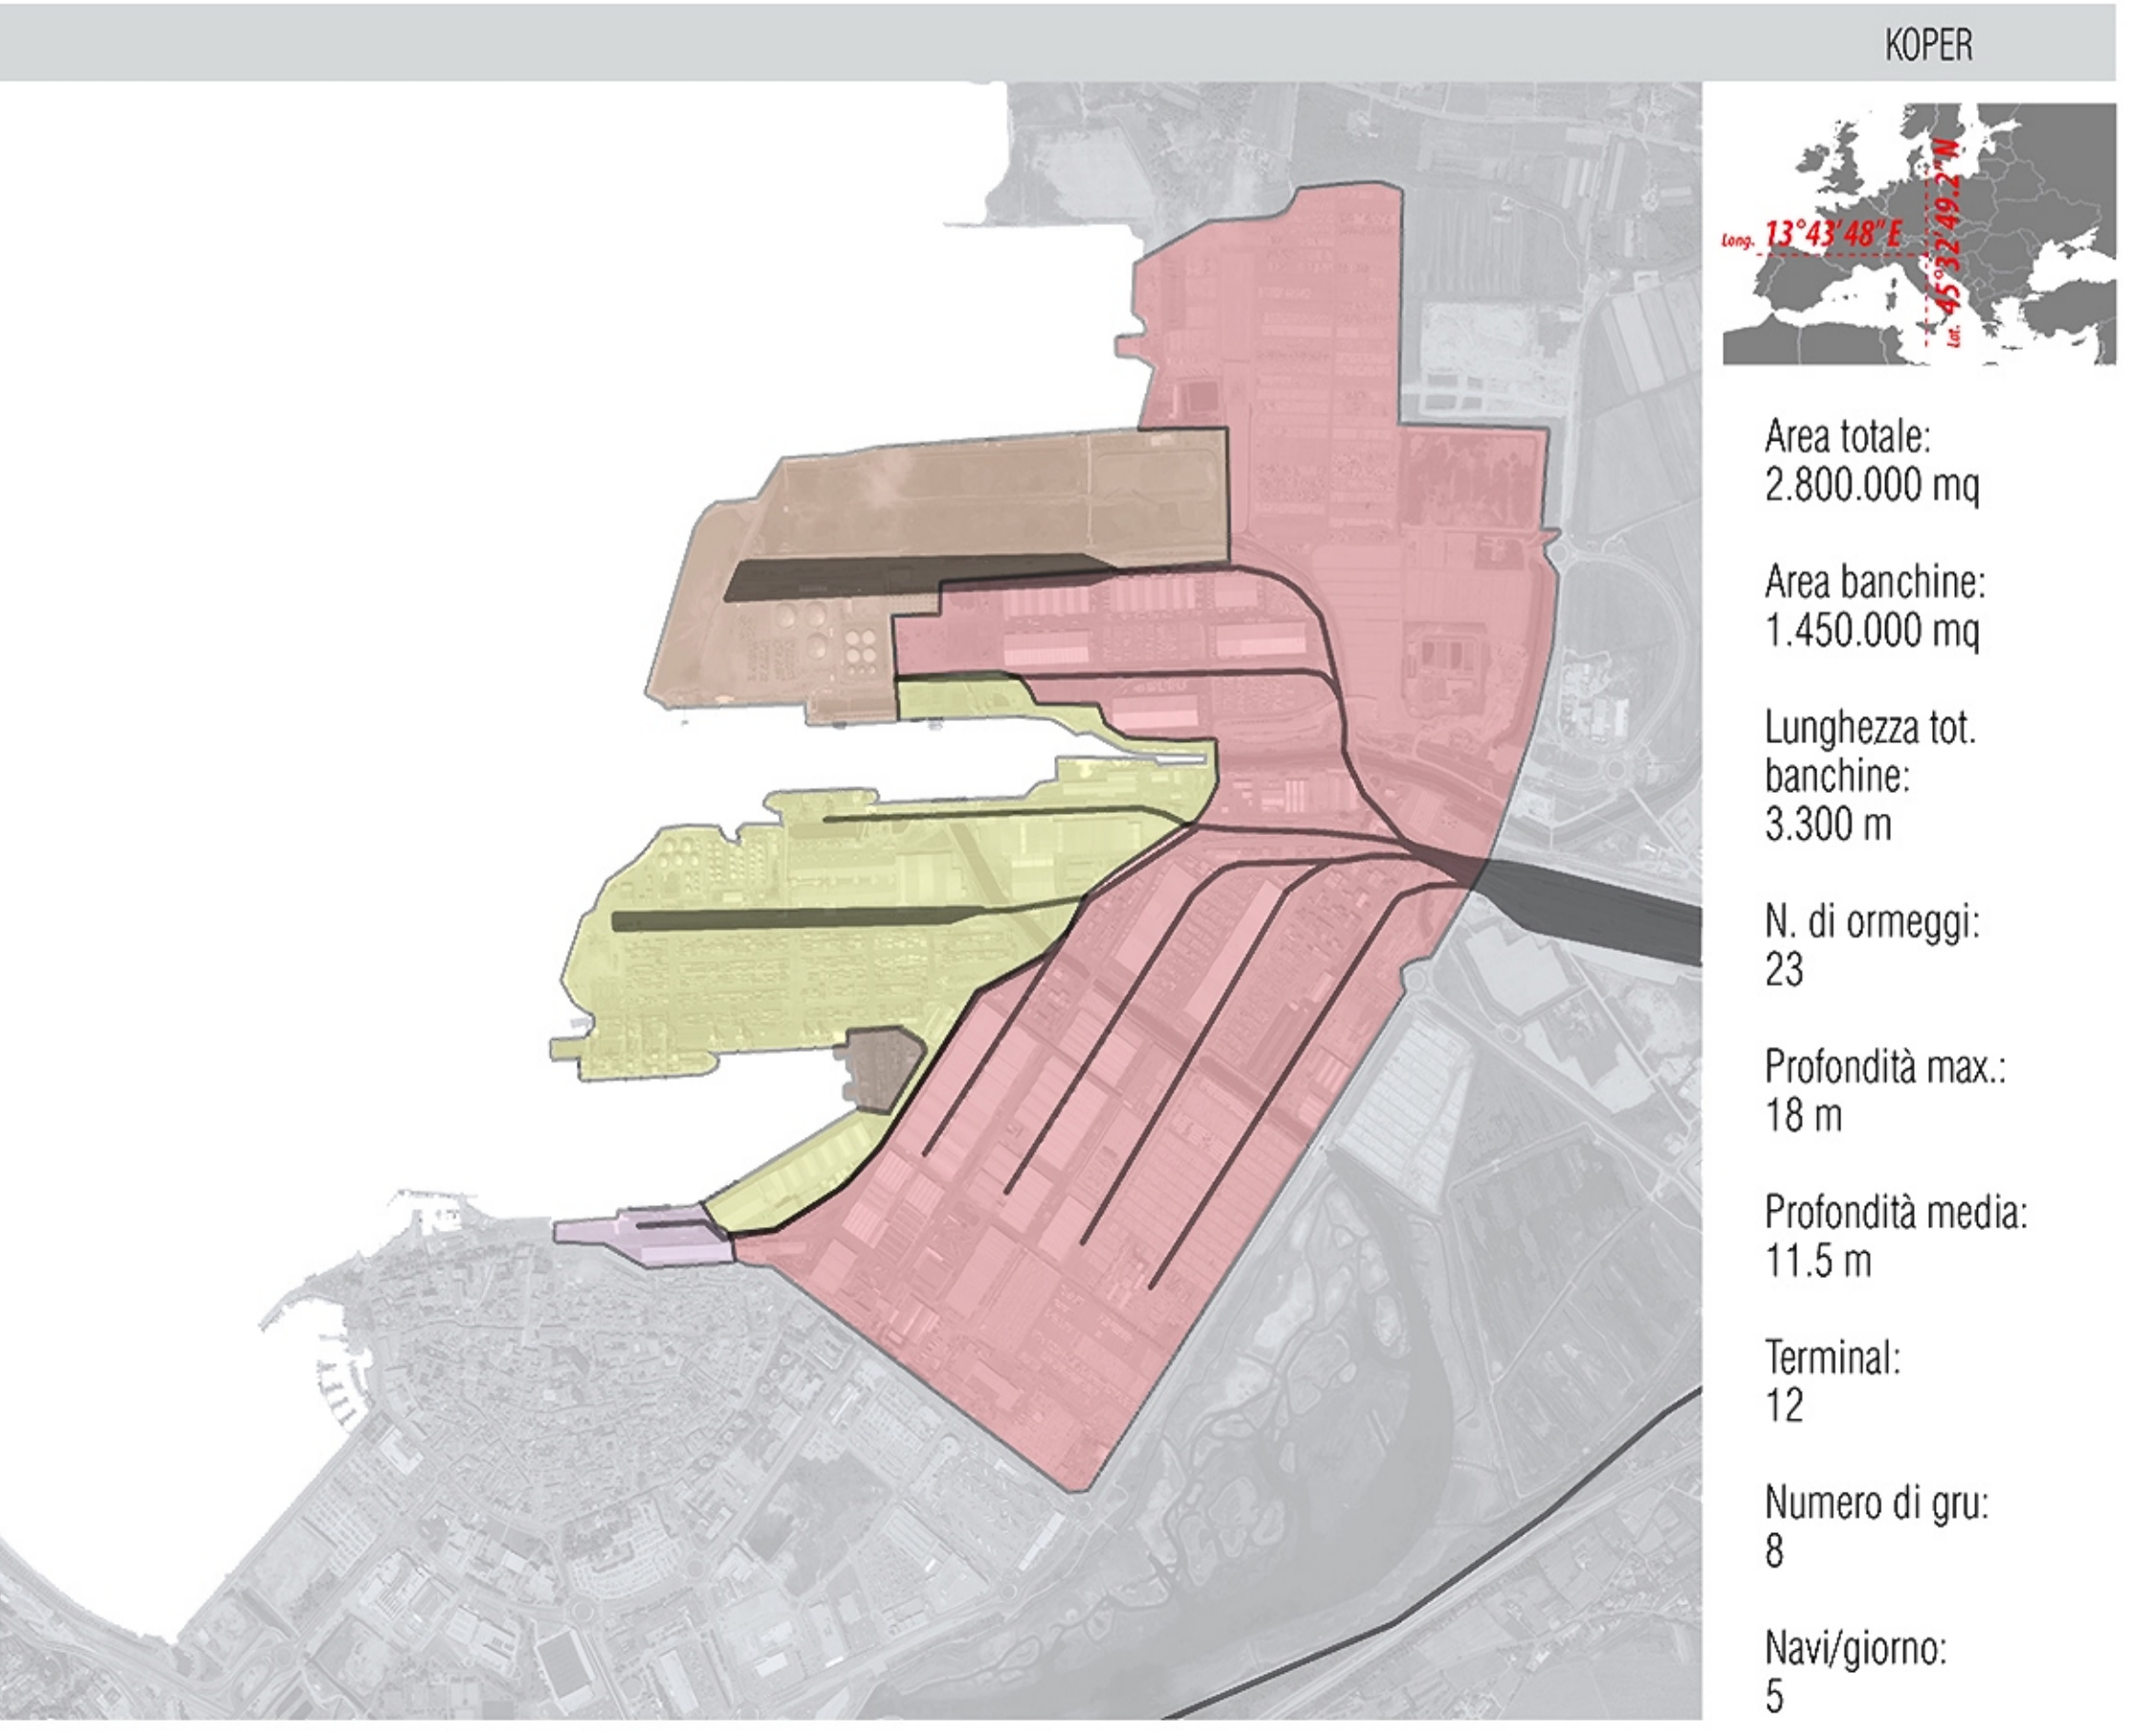 KOPER
Long. 13°43'48"E
Lat. 45°32'49.2"N
Area totale:
2.800.000 mq
Area banchine:
1.450.000 mq
Lunghezza tot.
banchine:
3.300 m
N. di ormeggi:
23
Profondità max.:
18 m
Profondità media:
11.5 m
Terminal:
12
Numero di gru:
8
Navi/giorno:
5